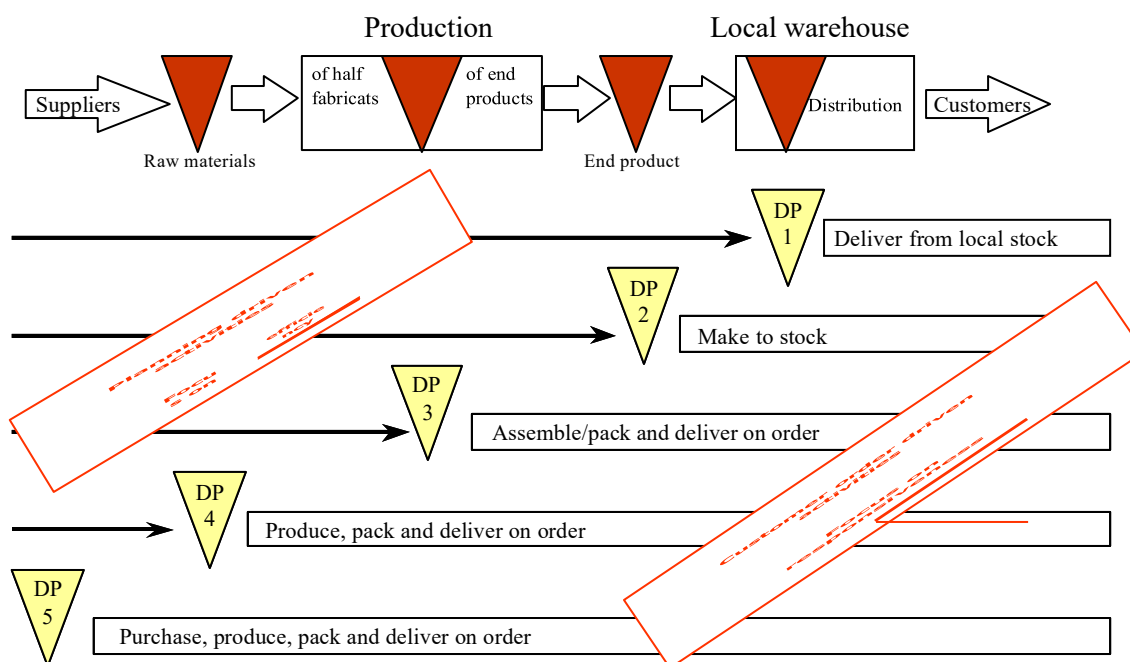 Production
Local warehouse
Suppliers
of half
fabricats
of end
products
Distribution
Customers
Raw materials
End product
DP
1
Deliver from local stock
DP
2
Make to stock
DP
3
Assemble/pack and deliver on order
DP
4
Produce, pack and deliver on order
DP
5
Purchase, produce, pack and deliver on order